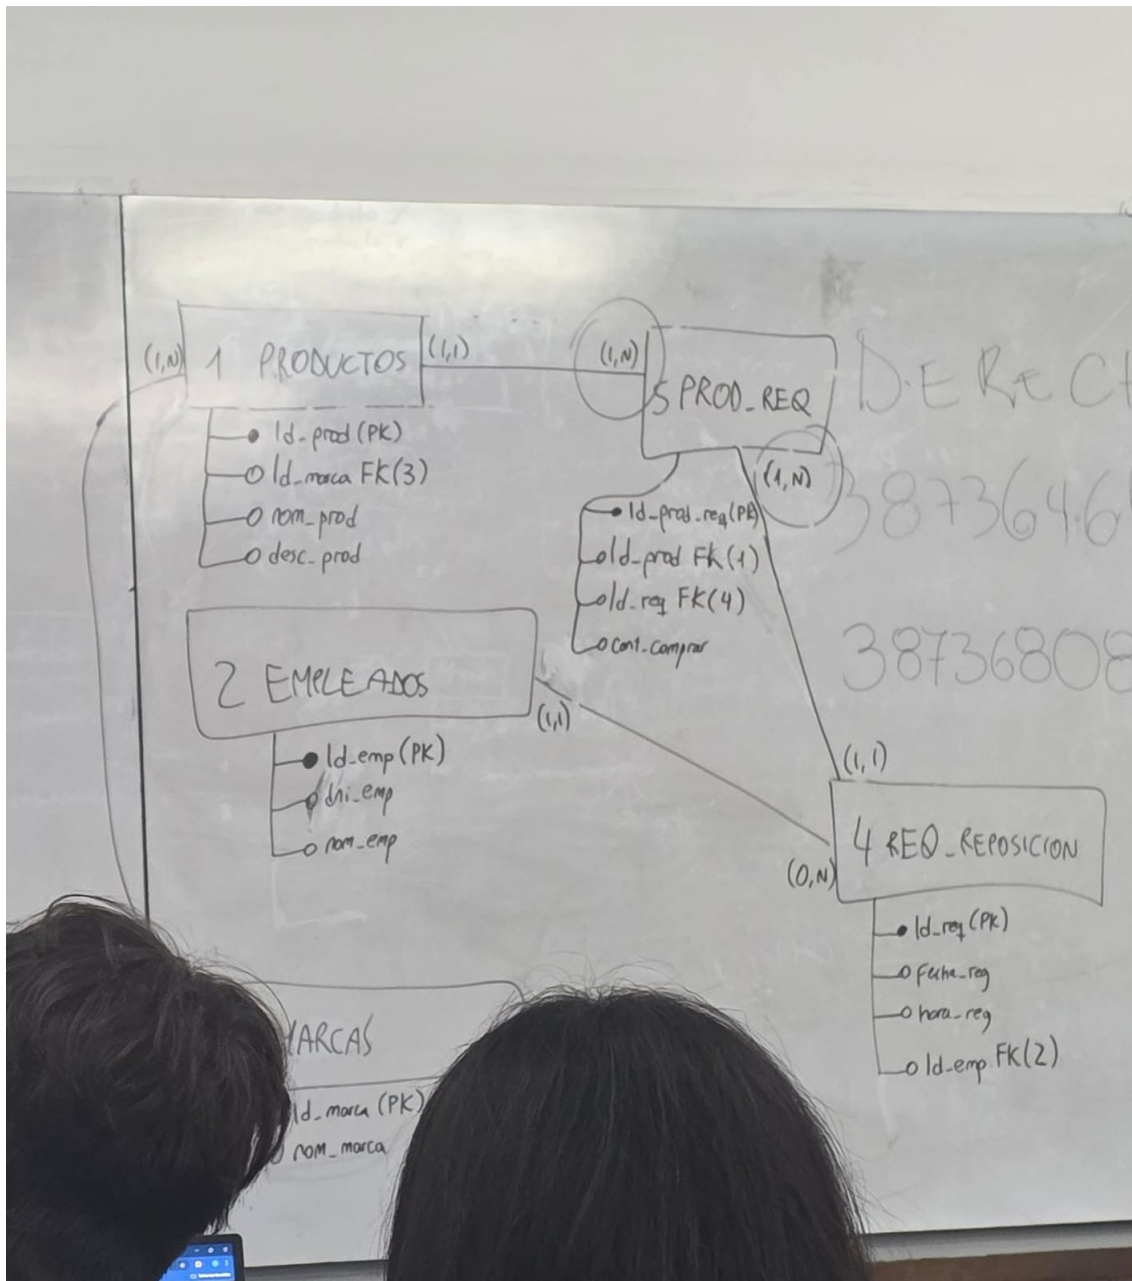 (1,N)
1 PRODUCTOS
(1,1)
Id_prod (PK)
Id_marca FK(3)
nom_prod
desc_prod
(1,N)
5 PROD_REQ
(1,N)
Id_prod_req (PK)
Id_prod FK(1)
Id_req FK(4)
cant_comprar
2 EMPLEADOS
(1,1)
Id_emp (PK)
dni_emp
nom_emp
(1,1)
4 REQ_REPOSICION
(0,N)
Id_req (PK)
fecha_req
hora_req
Id_emp FK(2)
MARCAS
Id_marca (PK)
nom_marca
DERECH
387364.6
38736808